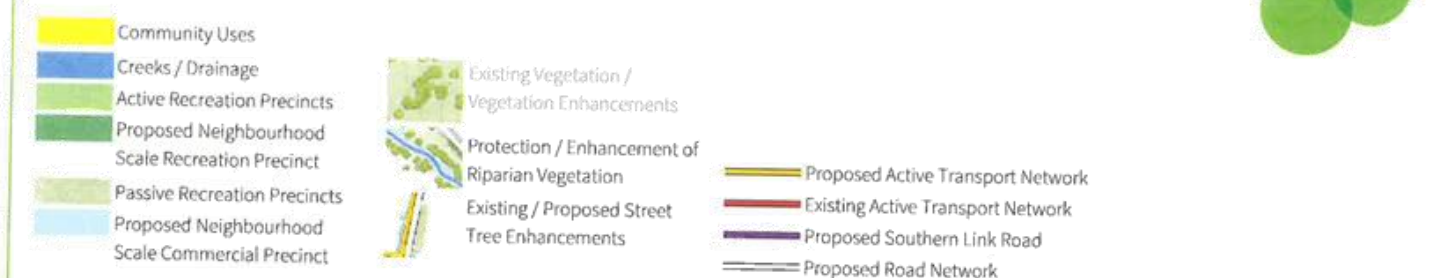 Community Uses
Creeks / Drainage
Active Recreation Precincts
Proposed Neighbourhood
Scale Recreation Precinct
Passive Recreation Precincts
Proposed Neighbourhood
Scale Commercial Precinct
Existing Vegetation /
Vegetation Enhancements
Protection / Enhancement of
Riparian Vegetation
Existing / Proposed Street
Tree Enhancements
Proposed Active Transport Network
Existing Active Transport Network
Proposed Southern Link Road
Proposed Road Network